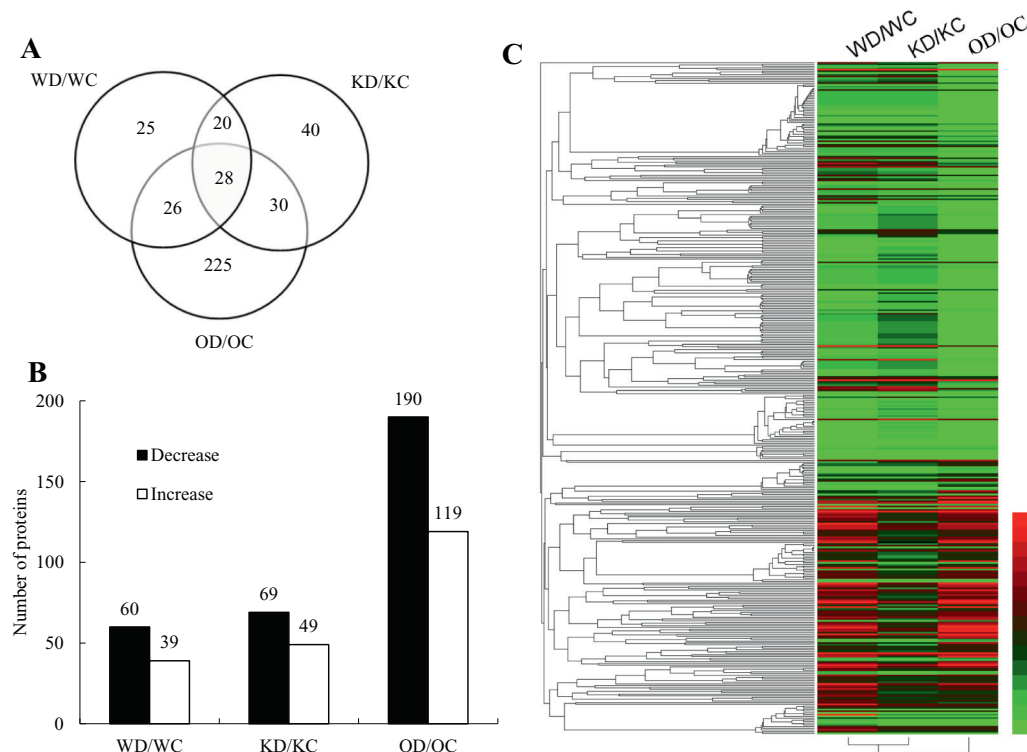 A
WD/WC
KD/KC
25
20
40
28
26
30
225
OD/OC
B
Number of proteins
200
150
100
50
0
Decrease
Increase
60
39
69
49
190
119
WD/WC
KD/KC
OD/OC
C
WD/WC
KD/KC
OD/OC